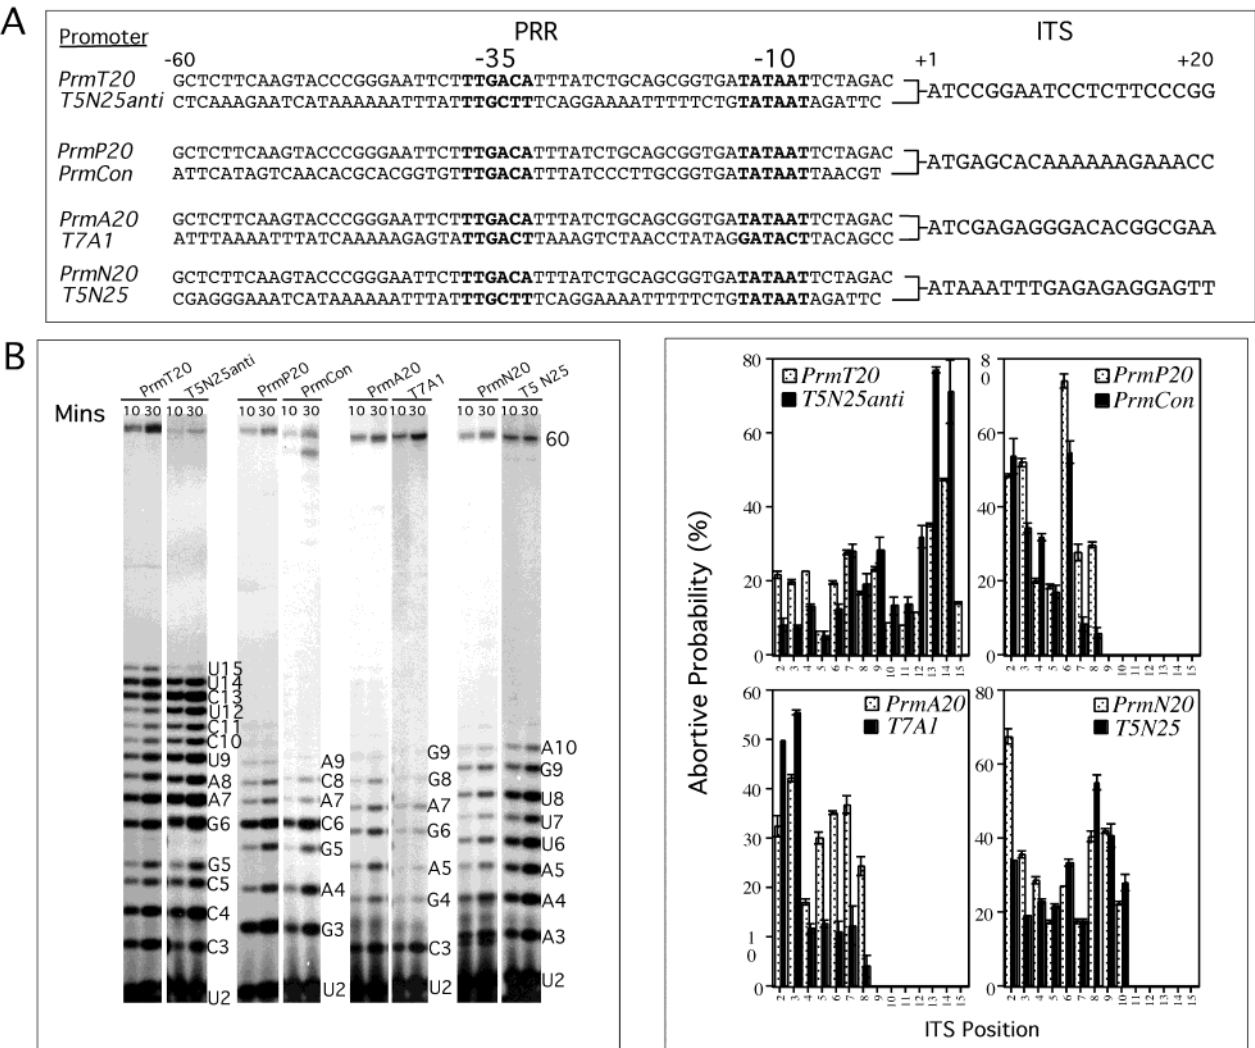 A
Promoter
PRR
ITS
-60
-35
-10
+1
+20
PrmT20 GCTCTTCAAGTACCCGGGAATTCTTTGACATTTATCTGCAGCGGTGATATAATTCTAGAC
T5N25anti CTCAAAGAATCATAAAAAATTTATTTGCTTTCAGGAAAATTTTTCTGTATAATAGATTC
ATCCGGAATCCTCTTCCCGG
PrmP20 GCTCTTCAAGTACCCGGGAATTCTTTGACATTTATCTGCAGCGGTGATATAATTCTAGAC
PrmCon ATTCATAGTCAACACGCACGGTGTTTGACATTTATCCCTTGCGGTGATATAATTAACGT
ATGAGCACAAAAAAGAAACC
PrmA20 GCTCTTCAAGTACCCGGGAATTCTTTGACATTTATCTGCAGCGGTGATATAATTCTAGAC
T7A1 ATTTAAAATTTATCAAAAAGAGTATTGACTTAAAGTCTAACCTATAGGATACTTACAGCC
ATCGAGAGGGACACGGCGAA
PrmN20 GCTCTTCAAGTACCCGGGAATTCTTTGACATTTATCTGCAGCGGTGATATAATTCTAGAC
T5N25 CGAGGGAAATCATAAAAAATTTATTTGCTTTCAGGAAAATTTTTCTGTATAATAGATTC
ATAAATTTGAGAGAGGAGTT
B
PrmT20 T5N25anti PrmP20 PrmCon PrmA20 T7A1 PrmN20 T5 N25
Mins 10 30 10 30 10 30 10 30 10 30 10 30 10 30 10 30
60
U15
U14
C13
U12
C11
C10
U9
A8
A7
G6
G5
C5
C4
C3
U2
A9
C8
A7
C6
G5
A4
G3
U2
G9
G8
A7
G6
A5
G4
C3
U2
A10
G9
U8
U7
U6
A5
A4
A3
U2
Abortive Probability (%)
80
60
40
20
0
PrmT20
T5N25anti
2 3 4 5 6 7 8 9 10 11 12 13 14 15
8
0
60
40
20
0
PrmP20
PrmCon
2 3 4 5 6 7 8 9 10 11 12 13 14 15
60
50
40
30
20
1
0
0
PrmA20
T7A1
2 3 4 5 6 7 8 9 10 11 12 13 14 15
80
60
40
20
0
PrmN20
T5N25
2 3 4 5 6 7 8 9 10 11 12 13 14 15
ITS Position